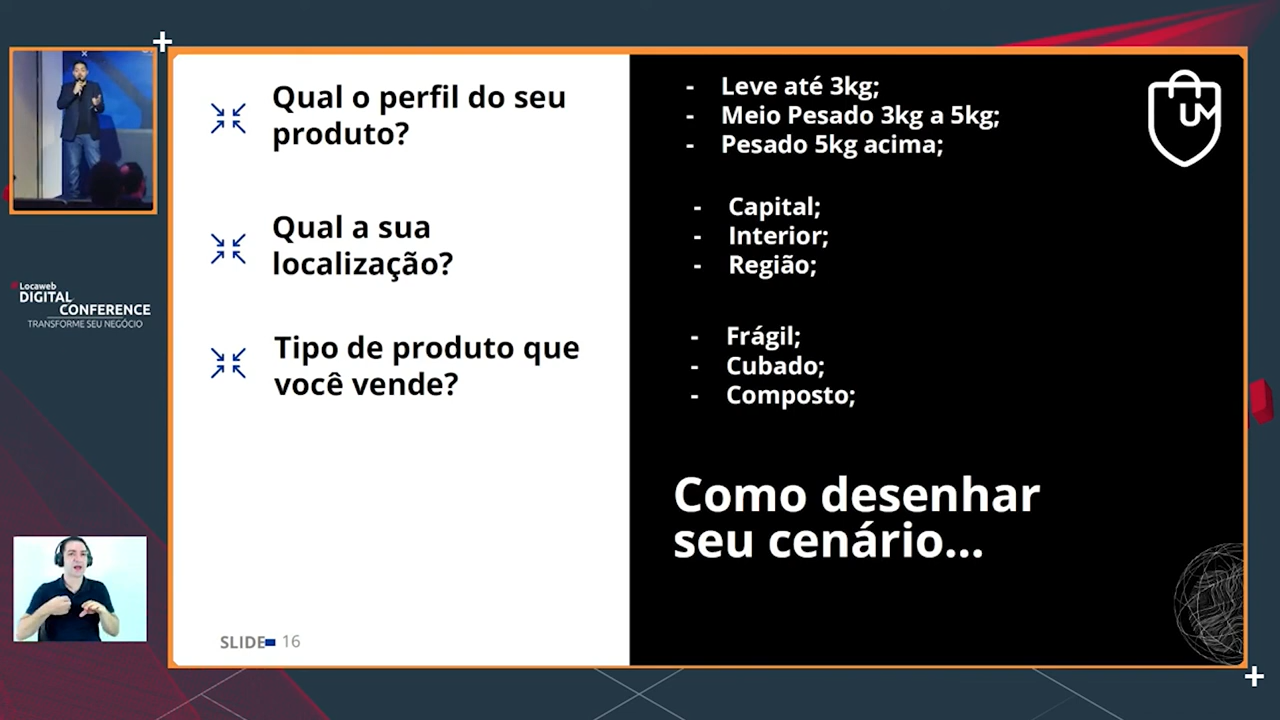 Qual o perfil do seu
produto?
- Leve até 3kg;
- Meio Pesado 3kg a 5kg;
- Pesado 5kg acima;
UM
Qual a sua
localização?
- Capital;
- Interior;
- Região;
Locaweb
DIGITAL
CONFERENCE
TRANSFORME SEU NEGÓCIO
Tipo de produto que
você vende?
- Frágil;
- Cubado;
- Composto;
Como desenhar
seu cenário...
SLIDE 16